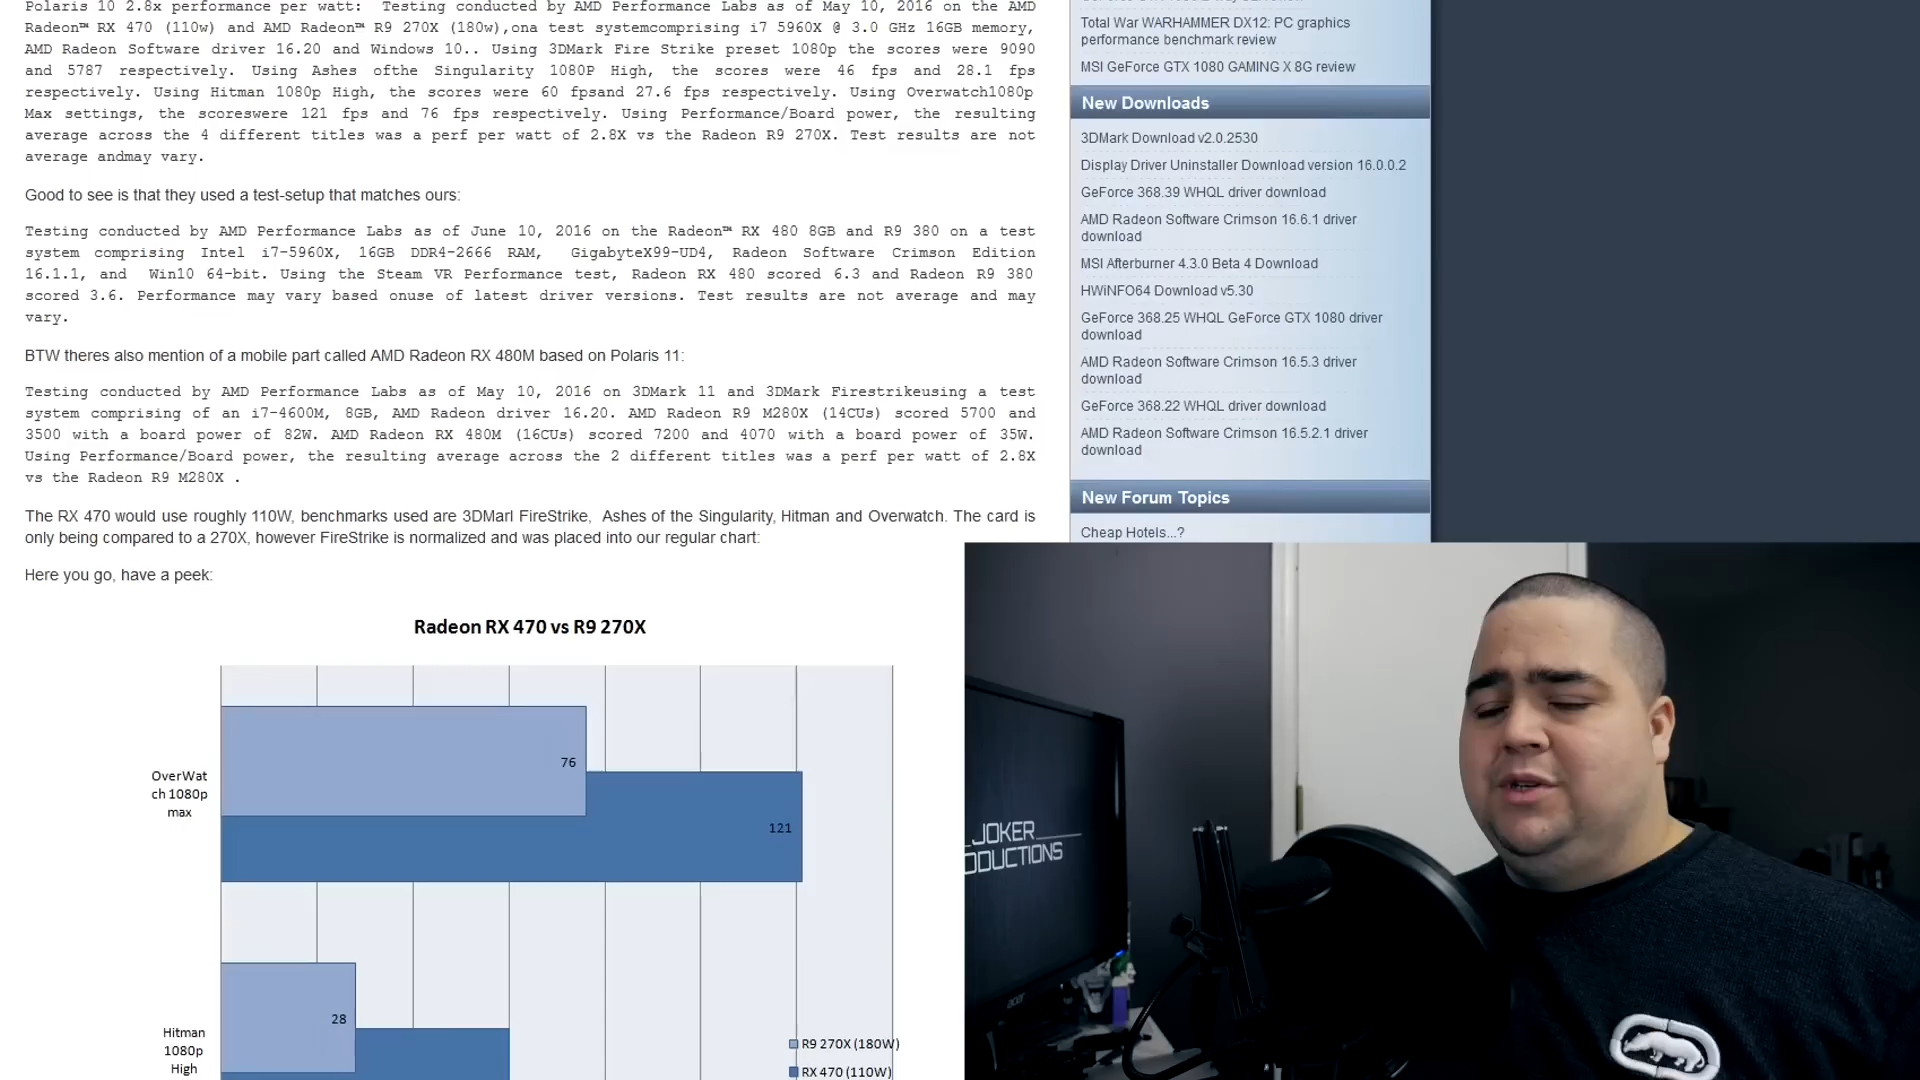 Polaris 10 2.8x performance per watt: Testing conducted by AMD Performance Labs as of May 10, 2016 on the AMD
Radeon™ RX 470 (110w) and AMD Radeon™ R9 270X (180w),ona test systemcomprising i7 5960X @ 3.0 GHz 16GB memory,
AMD Radeon Software driver 16.20 and Windows 10.. Using 3DMark Fire Strike preset 1080p the scores were 9090
and 5787 respectively. Using Ashes ofthe Singularity 1080P High, the scores were 46 fps and 28.1 fps
respectively. Using Hitman 1080p High, the scores were 60 fpsand 27.6 fps respectively. Using Overwatch1080p
Max settings, the scoreswere 121 fps and 76 fps respectively. Using Performance/Board power, the resulting
average across the 4 different titles was a perf per watt of 2.8X vs the Radeon R9 270X. Test results are not
average andmay vary.
Good to see is that they used a test-setup that matches ours:
Testing conducted by AMD Performance Labs as of June 10, 2016 on the Radeon™ RX 480 8GB and R9 380 on a test
system comprising Intel i7-5960X, 16GB DDR4-2666 RAM, GigabyteX99-UD4, Radeon Software Crimson Edition
16.1.1, and Win10 64-bit. Using the Steam VR Performance test, Radeon RX 480 scored 6.3 and Radeon R9 380
scored 3.6. Performance may vary based onuse of latest driver versions. Test results are not average and may
vary.
BTW theres also mention of a mobile part called AMD Radeon RX 480M based on Polaris 11:
Testing conducted by AMD Performance Labs as of May 10, 2016 on 3DMark 11 and 3DMark Firestrikeusing a test
system comprising of an i7-4600M, 8GB, AMD Radeon driver 16.20. AMD Radeon R9 M280X (14CUs) scored 5700 and
3500 with a board power of 82W. AMD Radeon RX 480M (16CUs) scored 7200 and 4070 with a board power of 35W.
Using Performance/Board power, the resulting average across the 2 different titles was a perf per watt of 2.8X
vs the Radeon R9 M280X .
The RX 470 would use roughly 110W, benchmarks used are 3DMarl FireStrike, Ashes of the Singularity, Hitman and Overwatch. The card is
only being compared to a 270X, however FireStrike is normalized and was placed into our regular chart:
Here you go, have a peek:
Radeon RX 470 vs R9 270X
OverWat
ch 1080p
max
76
121
Hitman
1080p
High
28
R9 270X (180W)
RX 470 (110W)
Total War WARHAMMER DX12: PC graphics
performance benchmark review
MSI GeForce GTX 1080 GAMING X 8G review
New Downloads
3DMark Download v2.0.2530
Display Driver Uninstaller Download version 16.0.0.2
GeForce 368.39 WHQL driver download
AMD Radeon Software Crimson 16.6.1 driver
download
MSI Afterburner 4.3.0 Beta 4 Download
HWiNFO64 Download v5.30
GeForce 368.25 WHQL GeForce GTX 1080 driver
download
AMD Radeon Software Crimson 16.5.3 driver
download
GeForce 368.22 WHQL driver download
AMD Radeon Software Crimson 16.5.2.1 driver
download
New Forum Topics
Cheap Hotels...?
JOKER
ODUCTIONS
acer